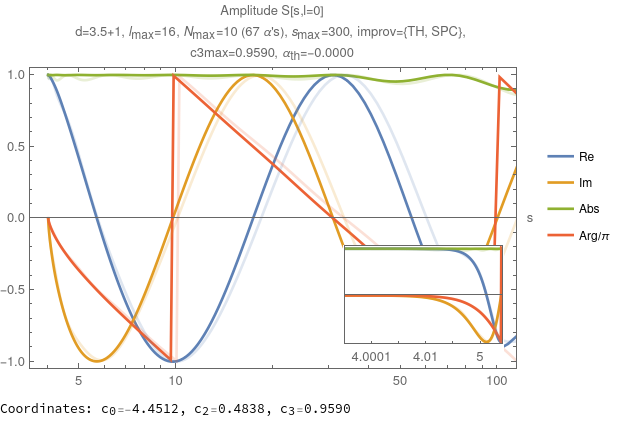 Amplitude S[s,l=0]
d=3.5+1, lmax=16, Nmax=10 (67 α's), smax=300, improv={TH, SPC},
c3max=0.9590, αth=-0.0000
1.0
0.5
0.0
-0.5
-1.0
5
10
50
100
s
Re
Im
Abs
Arg/π
4.0001
4.01
5
Coordinates: c0=-4.4512, c2=0.4838, c3=0.9590